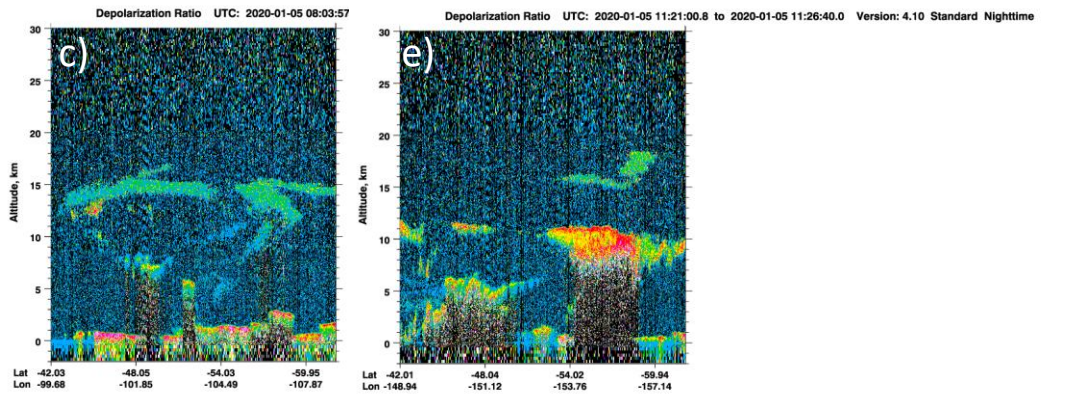 Depolarization Ratio UTC: 2020-01-05 08:03:57
c)
Altitude, km
30
25
20
15
10
5
0
Lat -42.03 -48.05 -54.03 -59.95
Lon -99.68 -101.85 -104.49 -107.87
Depolarization Ratio UTC: 2020-01-05 11:21:00.8 to 2020-01-05 11:26:40.0 Version: 4.10 Standard Nighttime
e)
Altitude, km
30
25
20
15
10
5
0
Lat -42.01 -48.04 -54.02 -59.94
Lon -148.94 -151.12 -153.76 -157.14